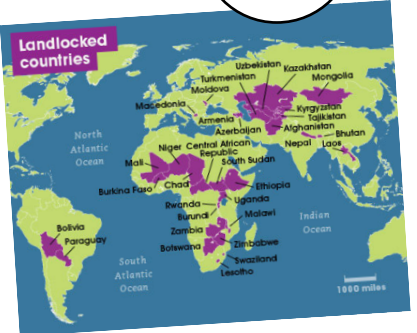 Landlocked
countries
Uzbekistan
Kazakhstan
Turkmenistan
Mongolia
Moldova
Macedonia
Kyrgyzstan
Armenia
Tajikistan
Azerbaijan
Afghanistan
Bhutan
Nepal
Laos
North
Atlantic
Ocean
Niger
Central African
Republic
Mali
South Sudan
Chad
Burkina Faso
Ethiopia
Rwanda
Uganda
Burundi
Malawi
Zambia
Indian
Ocean
Bolivia
Paraguay
Botswana
Zimbabwe
South
Atlantic
Ocean
Swaziland
Lesotho
1000 miles